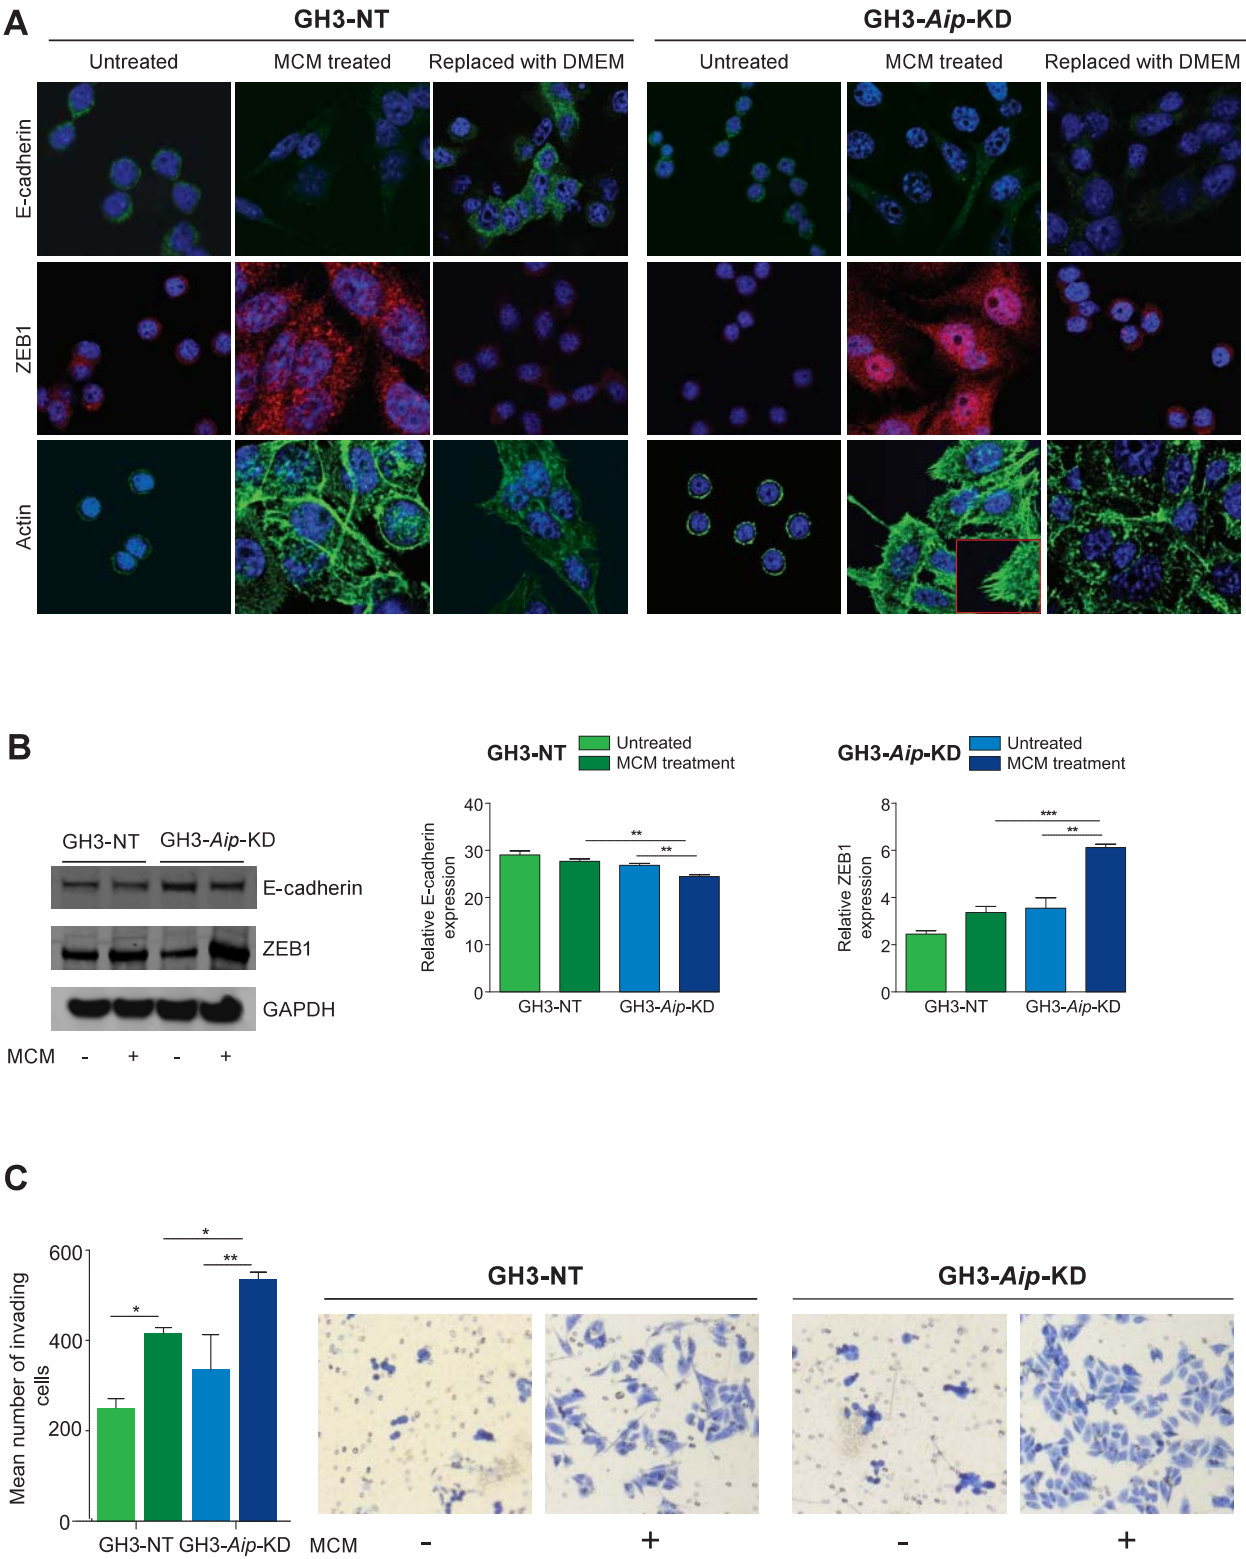 A
GH3-NT
GH3-Aip-KD
Untreated
MCM treated
Replaced with DMEM
Untreated
MCM treated
Replaced with DMEM
E-cadherin
ZEB1
Actin
B
GH3-NT
GH3-Aip-KD
E-cadherin
ZEB1
GAPDH
MCM - + - +
GH3-NT
Untreated
MCM treatment
Relative E-cadherin
expression
40
30
20
10
0
**
**
GH3-NT
GH3-Aip-KD
GH3-Aip-KD
Untreated
MCM treatment
Relative ZEB1
expression
8
6
4
2
0
***
**
GH3-NT
GH3-Aip-KD
C
Mean number of invading
cells
600
400
200
0
*
*
**
GH3-NT GH3-Aip-KD
GH3-NT
GH3-Aip-KD
MCM - + - +